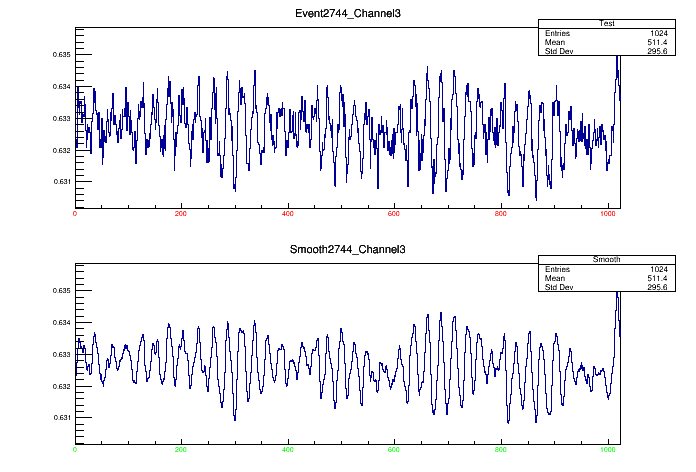 Event2744_Channel3
Test
Entries 1024
Mean 511.4
Std Dev 295.6
0.635
0.634
0.633
0.632
0.631
0 200 400 600 800 1000
Smooth2744_Channel3
Smooth
Entries 1024
Mean 511.4
Std Dev 295.6
0.635
0.634
0.633
0.632
0.631
0 200 400 600 800 1000